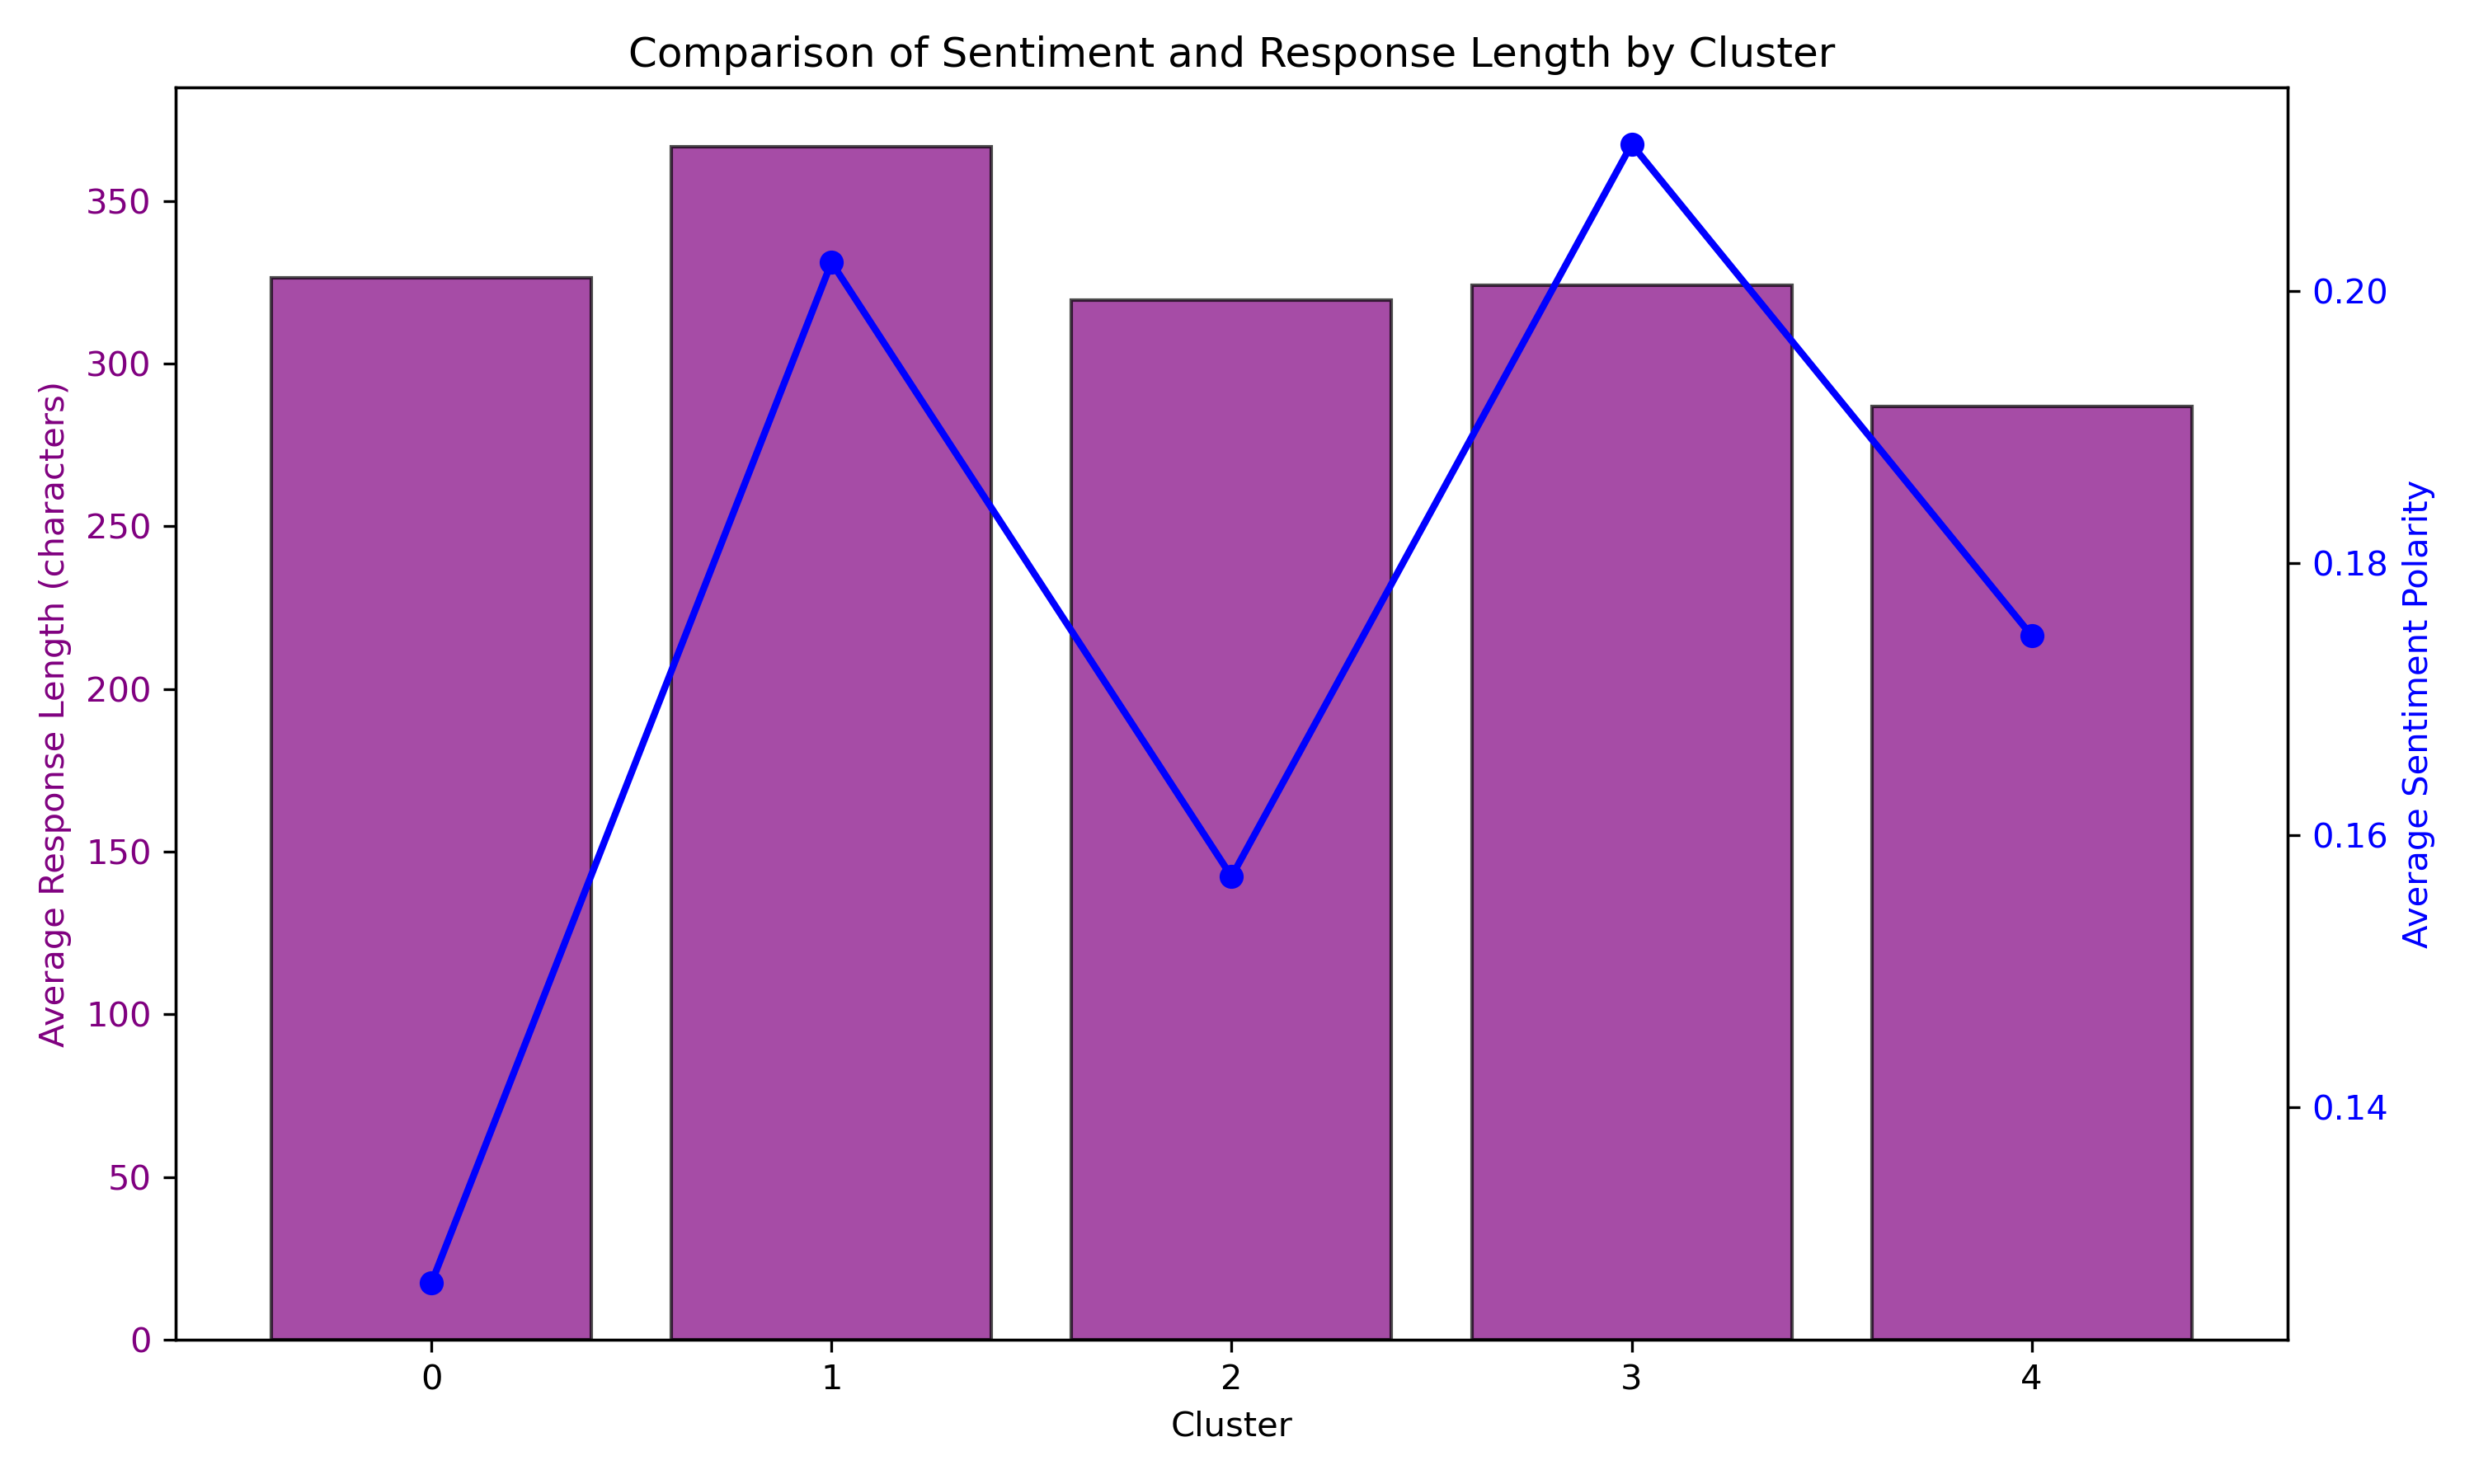 Comparison of Sentiment and Response Length by Cluster
Average Response Length (characters)
350
300
250
200
150
100
50
0
0.20
0.18
0.16
0.14
Average Sentiment Polarity
0 1 2 3 4
Cluster